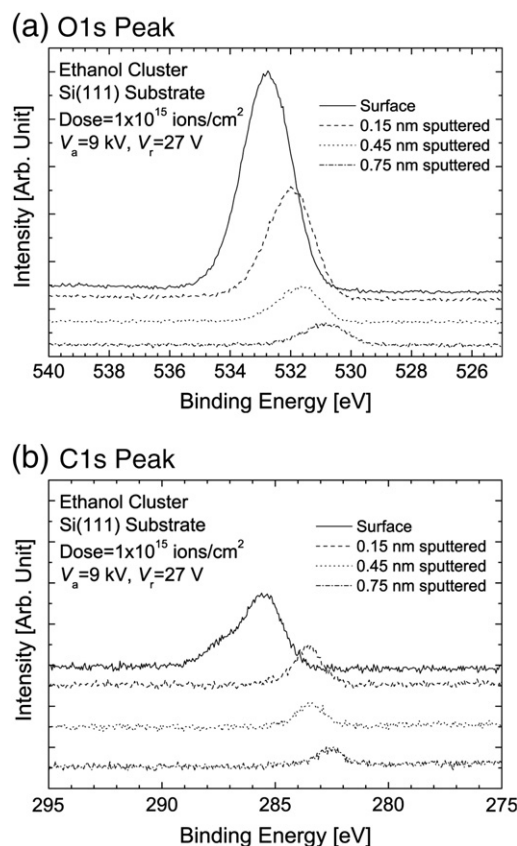 (a) O1s Peak
Ethanol Cluster
Si(111) Substrate
Dose=1x10¹⁵ ions/cm²
Vₐ=9 kV, Vᵣ=27 V
Surface
0.15 nm sputtered
0.45 nm sputtered
0.75 nm sputtered
Intensity [Arb. Unit]
540 538 536 534 532 530 528 526
Binding Energy [eV]
(b) C1s Peak
Ethanol Cluster
Si(111) Substrate
Dose=1x10¹⁵ ions/cm²
Vₐ=9 kV, Vᵣ=27 V
Surface
0.15 nm sputtered
0.45 nm sputtered
0.75 nm sputtered
Intensity [Arb. Unit]
295 290 285 280 275
Binding Energy [eV]